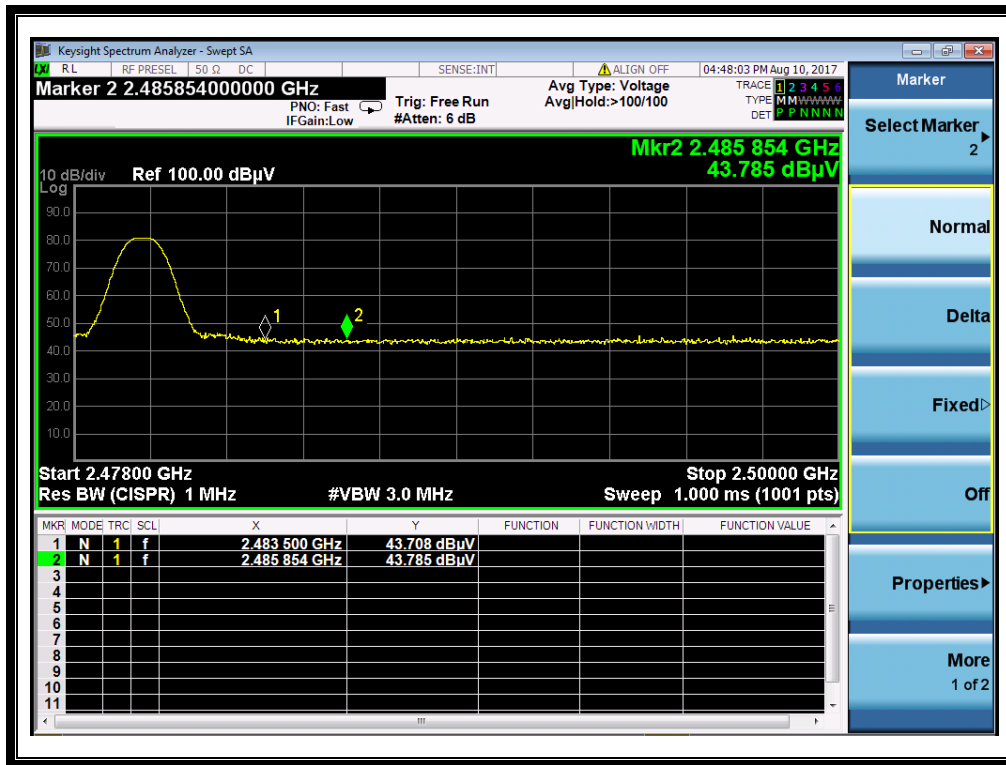 Keysight Spectrum Analyzer - Swept SA
LXI RL RF PRESEL 50 Ω DC SENSE:INT ALIGN OFF 04:48:03 PM Aug 10, 2017
Marker 2 2.485854000000 GHz
PNO: Fast
IFGain:Low
Trig: Free Run
#Atten: 6 dB
Avg Type: Voltage
Avg|Hold:>100/100
TRACE 1 2 3 4 5 6
TYPE M M W W W W
DET P P N N N N
Mkr2 2.485 854 GHz
43.785 dBµV
10 dB/div Ref 100.00 dBµV
Log
90.0
80.0
70.0
60.0
50.0
40.0
30.0
20.0
10.0
1
2
Start 2.47800 GHz Stop 2.50000 GHz
Res BW (CISPR) 1 MHz #VBW 3.0 MHz Sweep 1.000 ms (1001 pts)
MKR MODE TRC SCL X Y FUNCTION FUNCTION WIDTH FUNCTION VALUE
1 N 1 f 2.483 500 GHz 43.708 dBµV
2 N 1 f 2.485 854 GHz 43.785 dBµV
3
4
5
6
7
8
9
10
11
Marker
Select Marker
2
Normal
Delta
Fixed
Off
Properties
More
1 of 2